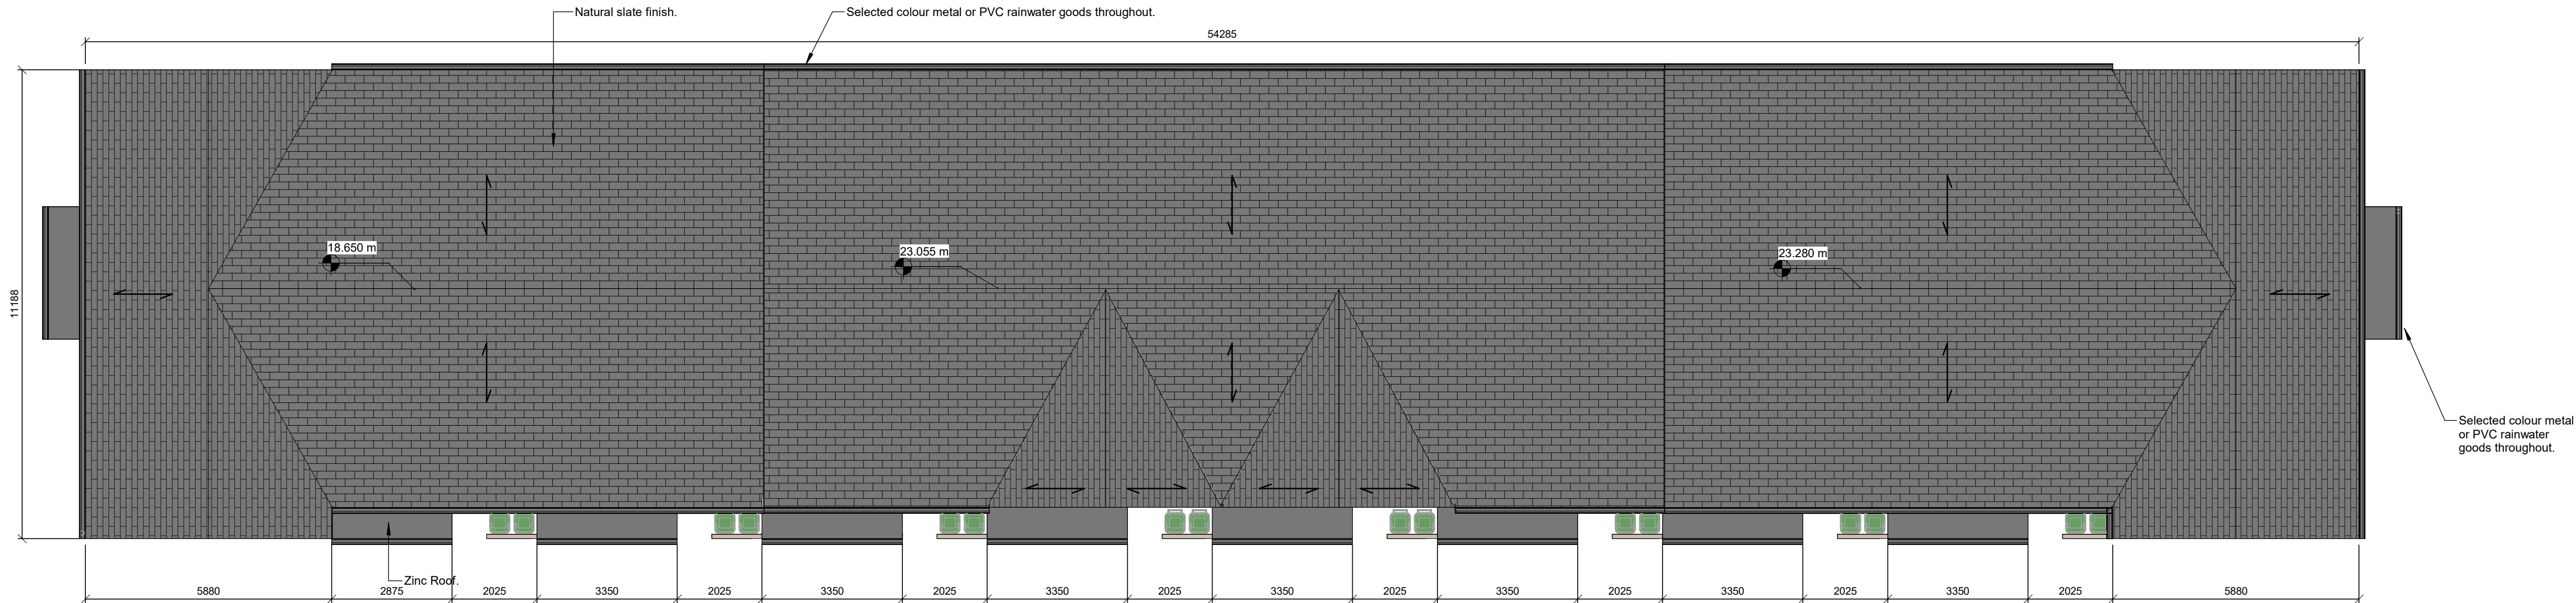 Natural slate finish.
Selected colour metal or PVC rainwater goods throughout.
54285
11188
18.650 m
23.055 m
23.280 m
Selected colour metal
or PVC rainwater
goods throughout.
Zinc Roof.
5880
2875
2025
3350
2025
3350
2025
3350
2025
3350
2025
3350
2025
3350
2025
3350
2025
5880